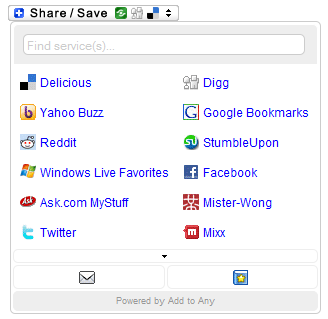 Share / Save
Find service(s)...
Delicious Digg
Yahoo Buzz Google Bookmarks
Reddit StumbleUpon
Windows Live Favorites Facebook
Ask.com MyStuff Mister-Wong
Twitter Mixx
Powered by Add to Any